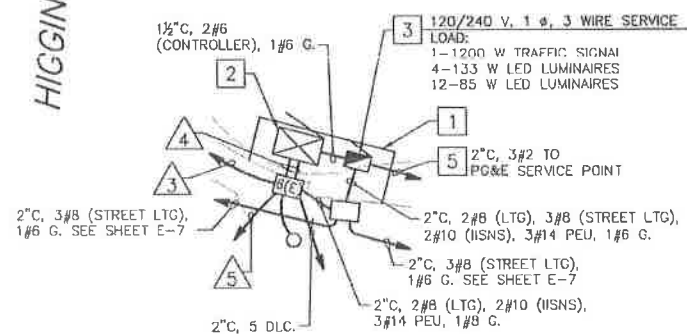 HIGGIN
1½"C, 2#6
(CONTROLLER), 1#6 G.
3
120/240 V, 1 ø, 3 WIRE SERVICE
LOAD:
1-1200 W TRAFFIC SIGNAL
4-133 W LED LUMINAIRES
12-85 W LED LUMINAIRES
2
1
4
3
5
2"C, 3#2 TO
PG&E SERVICE POINT
(E)
2"C, 3#8 (STREET LTG),
1#6 G. SEE SHEET E-7
2"C, 2#8 (LTG), 3#8 (STREET LTG),
2#10 (IISNS), 3#14 PEU, 1#6 G.
5
2"C, 3#8 (STREET LTG),
1#6 G. SEE SHEET E-7
2"C, 5 DLC.
2"C, 2#8 (LTG), 2#10 (IISNS),
3#14 PEU, 1#8 G.